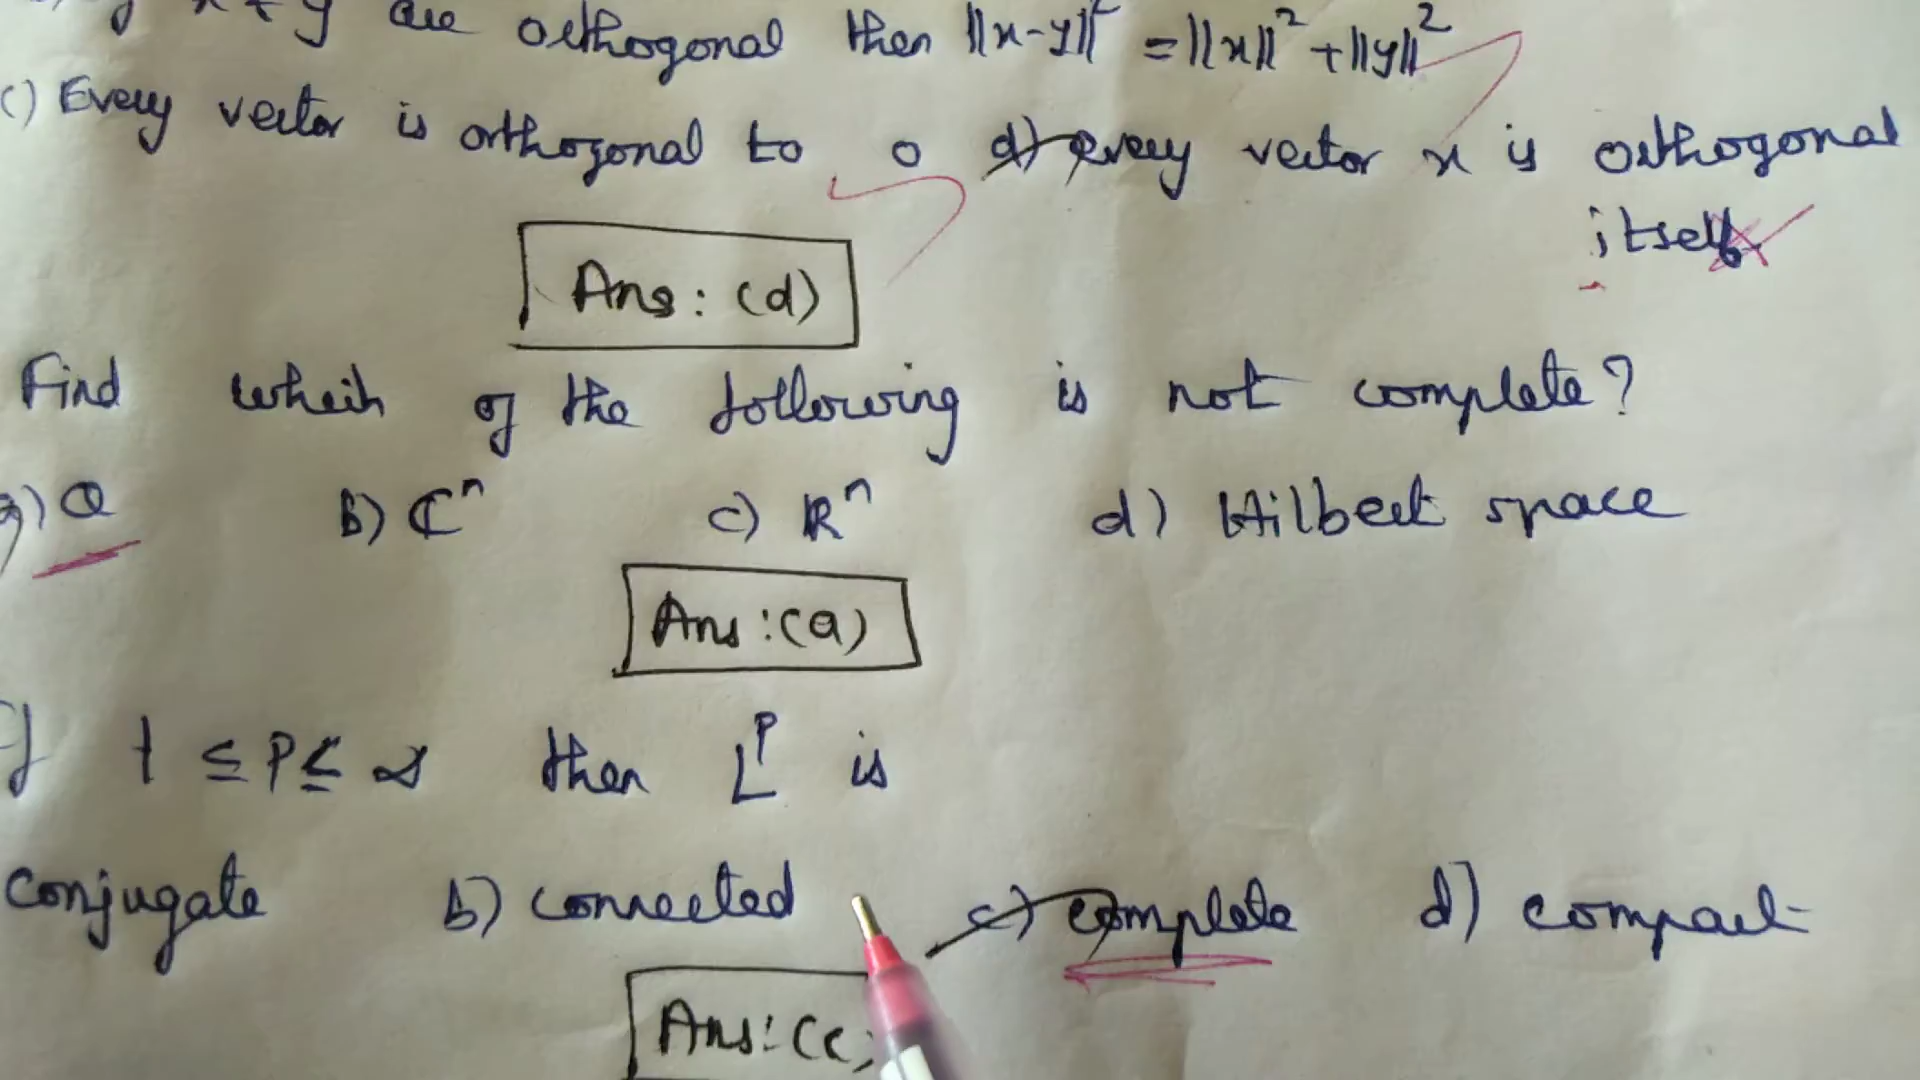 x + y are orthogonal then ||x-y||² = ||x||² + ||y||²
c) Every vector is orthogonal to 0 d) every vector x is orthogonal
itself.
Ans: (d)
Find which of the following is not complete?
a) Q b) ℂⁿ c) ℝⁿ d) Hilbert space
Ans: (a)
If 1 ≤ P ≤ ∞ then Lᴾ is
conjugate b) connected c) complete d) compact
Ans: (c)